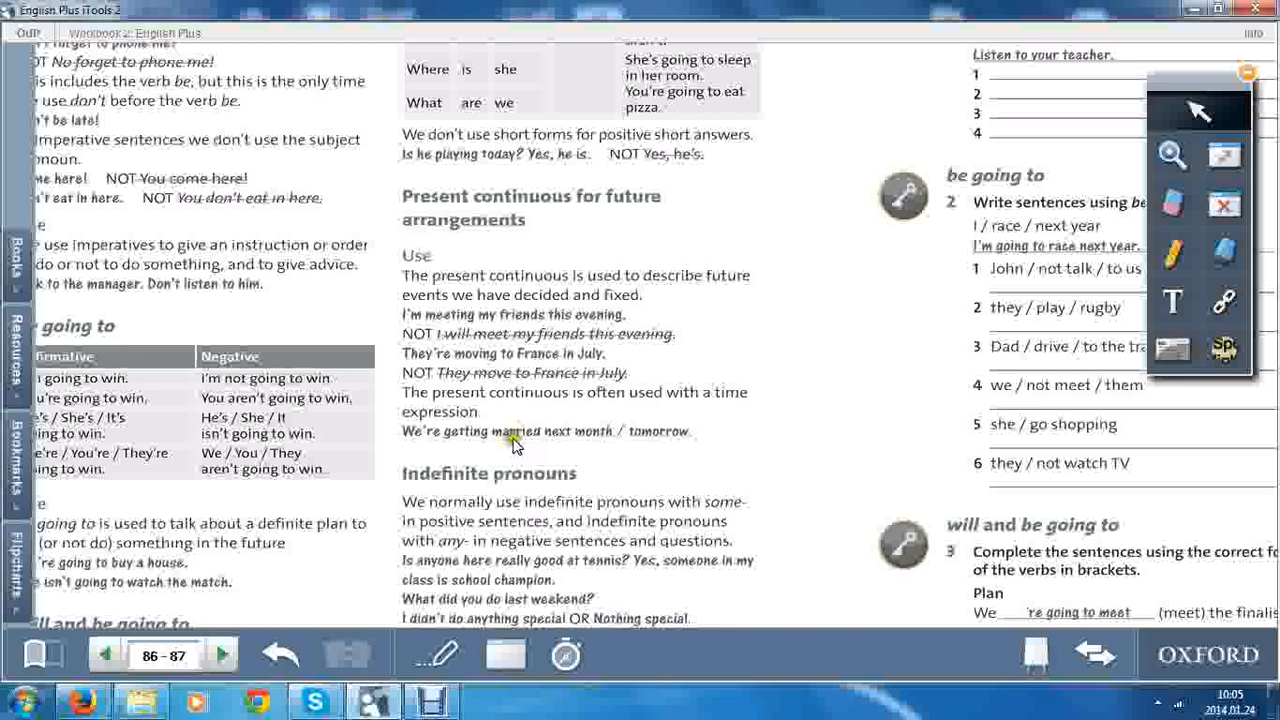 English Plus iTools 2
Workbook 2: English Plus
Info
No forget to phone me!
s includes the verb be, but this is the only time
use don't before the verb be.
't be late!
mperative sentences we don't use the subject
onoun.
me here! NOT You come here!
't eat in here. NOT You don't eat in here.
use imperatives to give an instruction or order
do or not to do something, and to give advice.
k to the manager. Don't listen to him.
going to
firmative Negative
going to win. I'm not going to win.
u're going to win. You aren't going to win.
e's / She's / It's He's / She / It
ing to win. isn't going to win.
e're / You're / They're We / You / They
ing to win. aren't going to win.
going to is used to talk about a definite plan to
(or not do) something in the future
're going to buy a house.
isn't going to watch the match.
ll and be going to
Books
Resources
Bookmarks
Flipcharts
She's going to sleep
Where is she in her room.
You're going to eat
What are we pizza.
We don't use short forms for positive short answers.
Is he playing today? Yes, he is. NOT Yes, he's.
Present continuous for future
arrangements
Use
The present continuous is used to describe future
events we have decided and fixed.
I'm meeting my friends this evening.
NOT I will meet my friends this evening.
They're moving to France in July.
NOT They move to France in July.
The present continuous is often used with a time
expression
We're getting married next month / tomorrow.
Indefinite pronouns
We normally use indefinite pronouns with some-
in positive sentences, and indefinite pronouns
with any- in negative sentences and questions.
Is anyone here really good at tennis? Yes, someone in my
class is school champion.
What did you do last weekend?
I didn't do anything special OR Nothing special.
Listen to your teacher.
1
2
3
4
be going to
2 Write sentences using be
I / race / next year
I'm going to race next year.
1 John / not talk / to us
2 they / play / rugby
3 Dad / drive / to the tra
4 we / not meet / them
5 she / go shopping
6 they / not watch TV
will and be going to
3 Complete the sentences using the correct fo
of the verbs in brackets.
Plan
We 're going to meet (meet) the finalis
T
Spo
86 - 87
OXFORD
10:05
2014.01.24